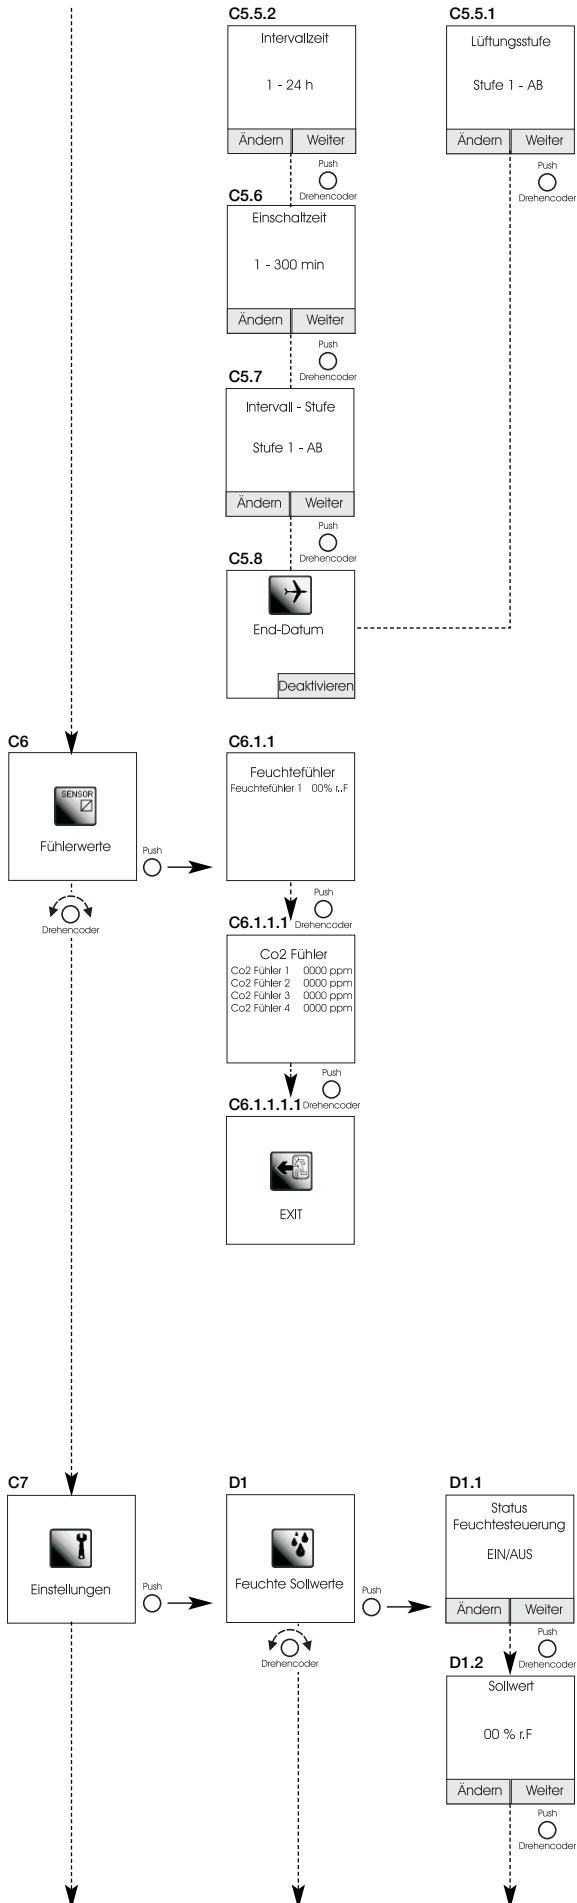 C5.5.2
Intervallzeit
1 - 24 h
Ändern Weiter
Push
Drehencoder
C5.5.1
Lüftungsstufe
Stufe 1 - AB
Ändern Weiter
Push
Drehencoder
C5.6
Einschaltzeit
1 - 300 min
Ändern Weiter
Push
Drehencoder
C5.7
Intervall - Stufe
Stufe 1 - AB
Ändern Weiter
Push
Drehencoder
C5.8
End-Datum
Deaktivieren
C6
SENSOR
Fühlerwerte
Push
Drehencoder
C6.1.1
Feuchtefühler
Feuchtefühler 1 00% r.F
Push
Drehencoder
C6.1.1.1
Co2 Fühler
Co2 Fühler 1 0000 ppm
Co2 Fühler 2 0000 ppm
Co2 Fühler 3 0000 ppm
Co2 Fühler 4 0000 ppm
Push
Drehencoder
C6.1.1.1.1
EXIT
C7
Einstellungen
Push
D1
Feuchte Sollwerte
Push
Drehencoder
D1.1
Status
Feuchtesteuerung
EIN/AUS
Ändern Weiter
Push
Drehencoder
D1.2
Sollwert
00 % r.F
Ändern Weiter
Push
Drehencoder